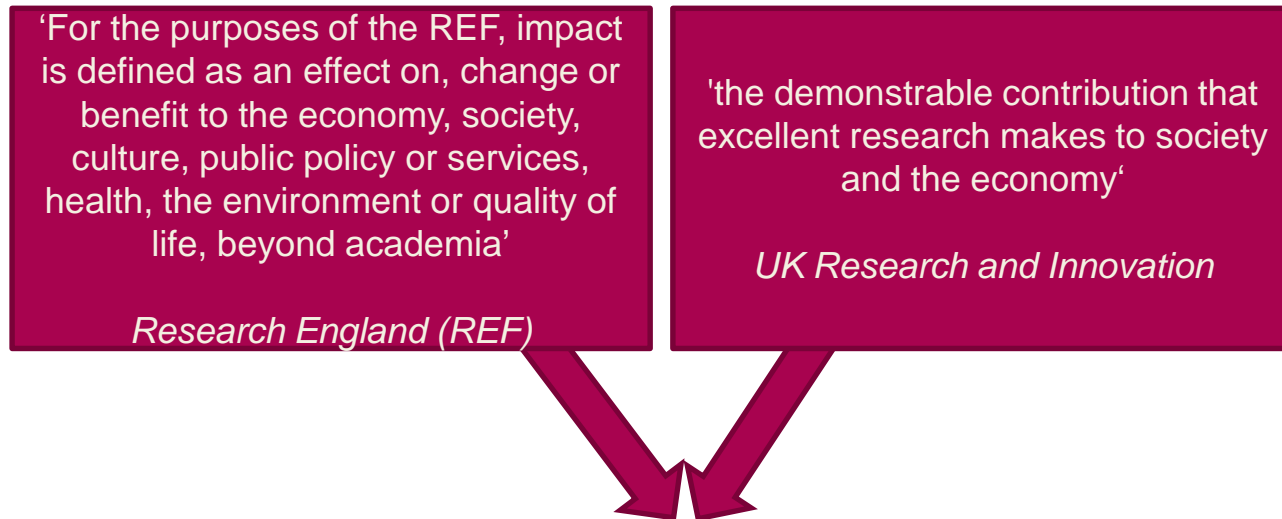 ‘For the purposes of the REF, impact
is defined as an effect on, change or
benefit to the economy, society,
culture, public policy or services,
health, the environment or quality of
life, beyond academia’
Research England (REF)
'the demonstrable contribution that
excellent research makes to society
and the economy‘
UK Research and Innovation